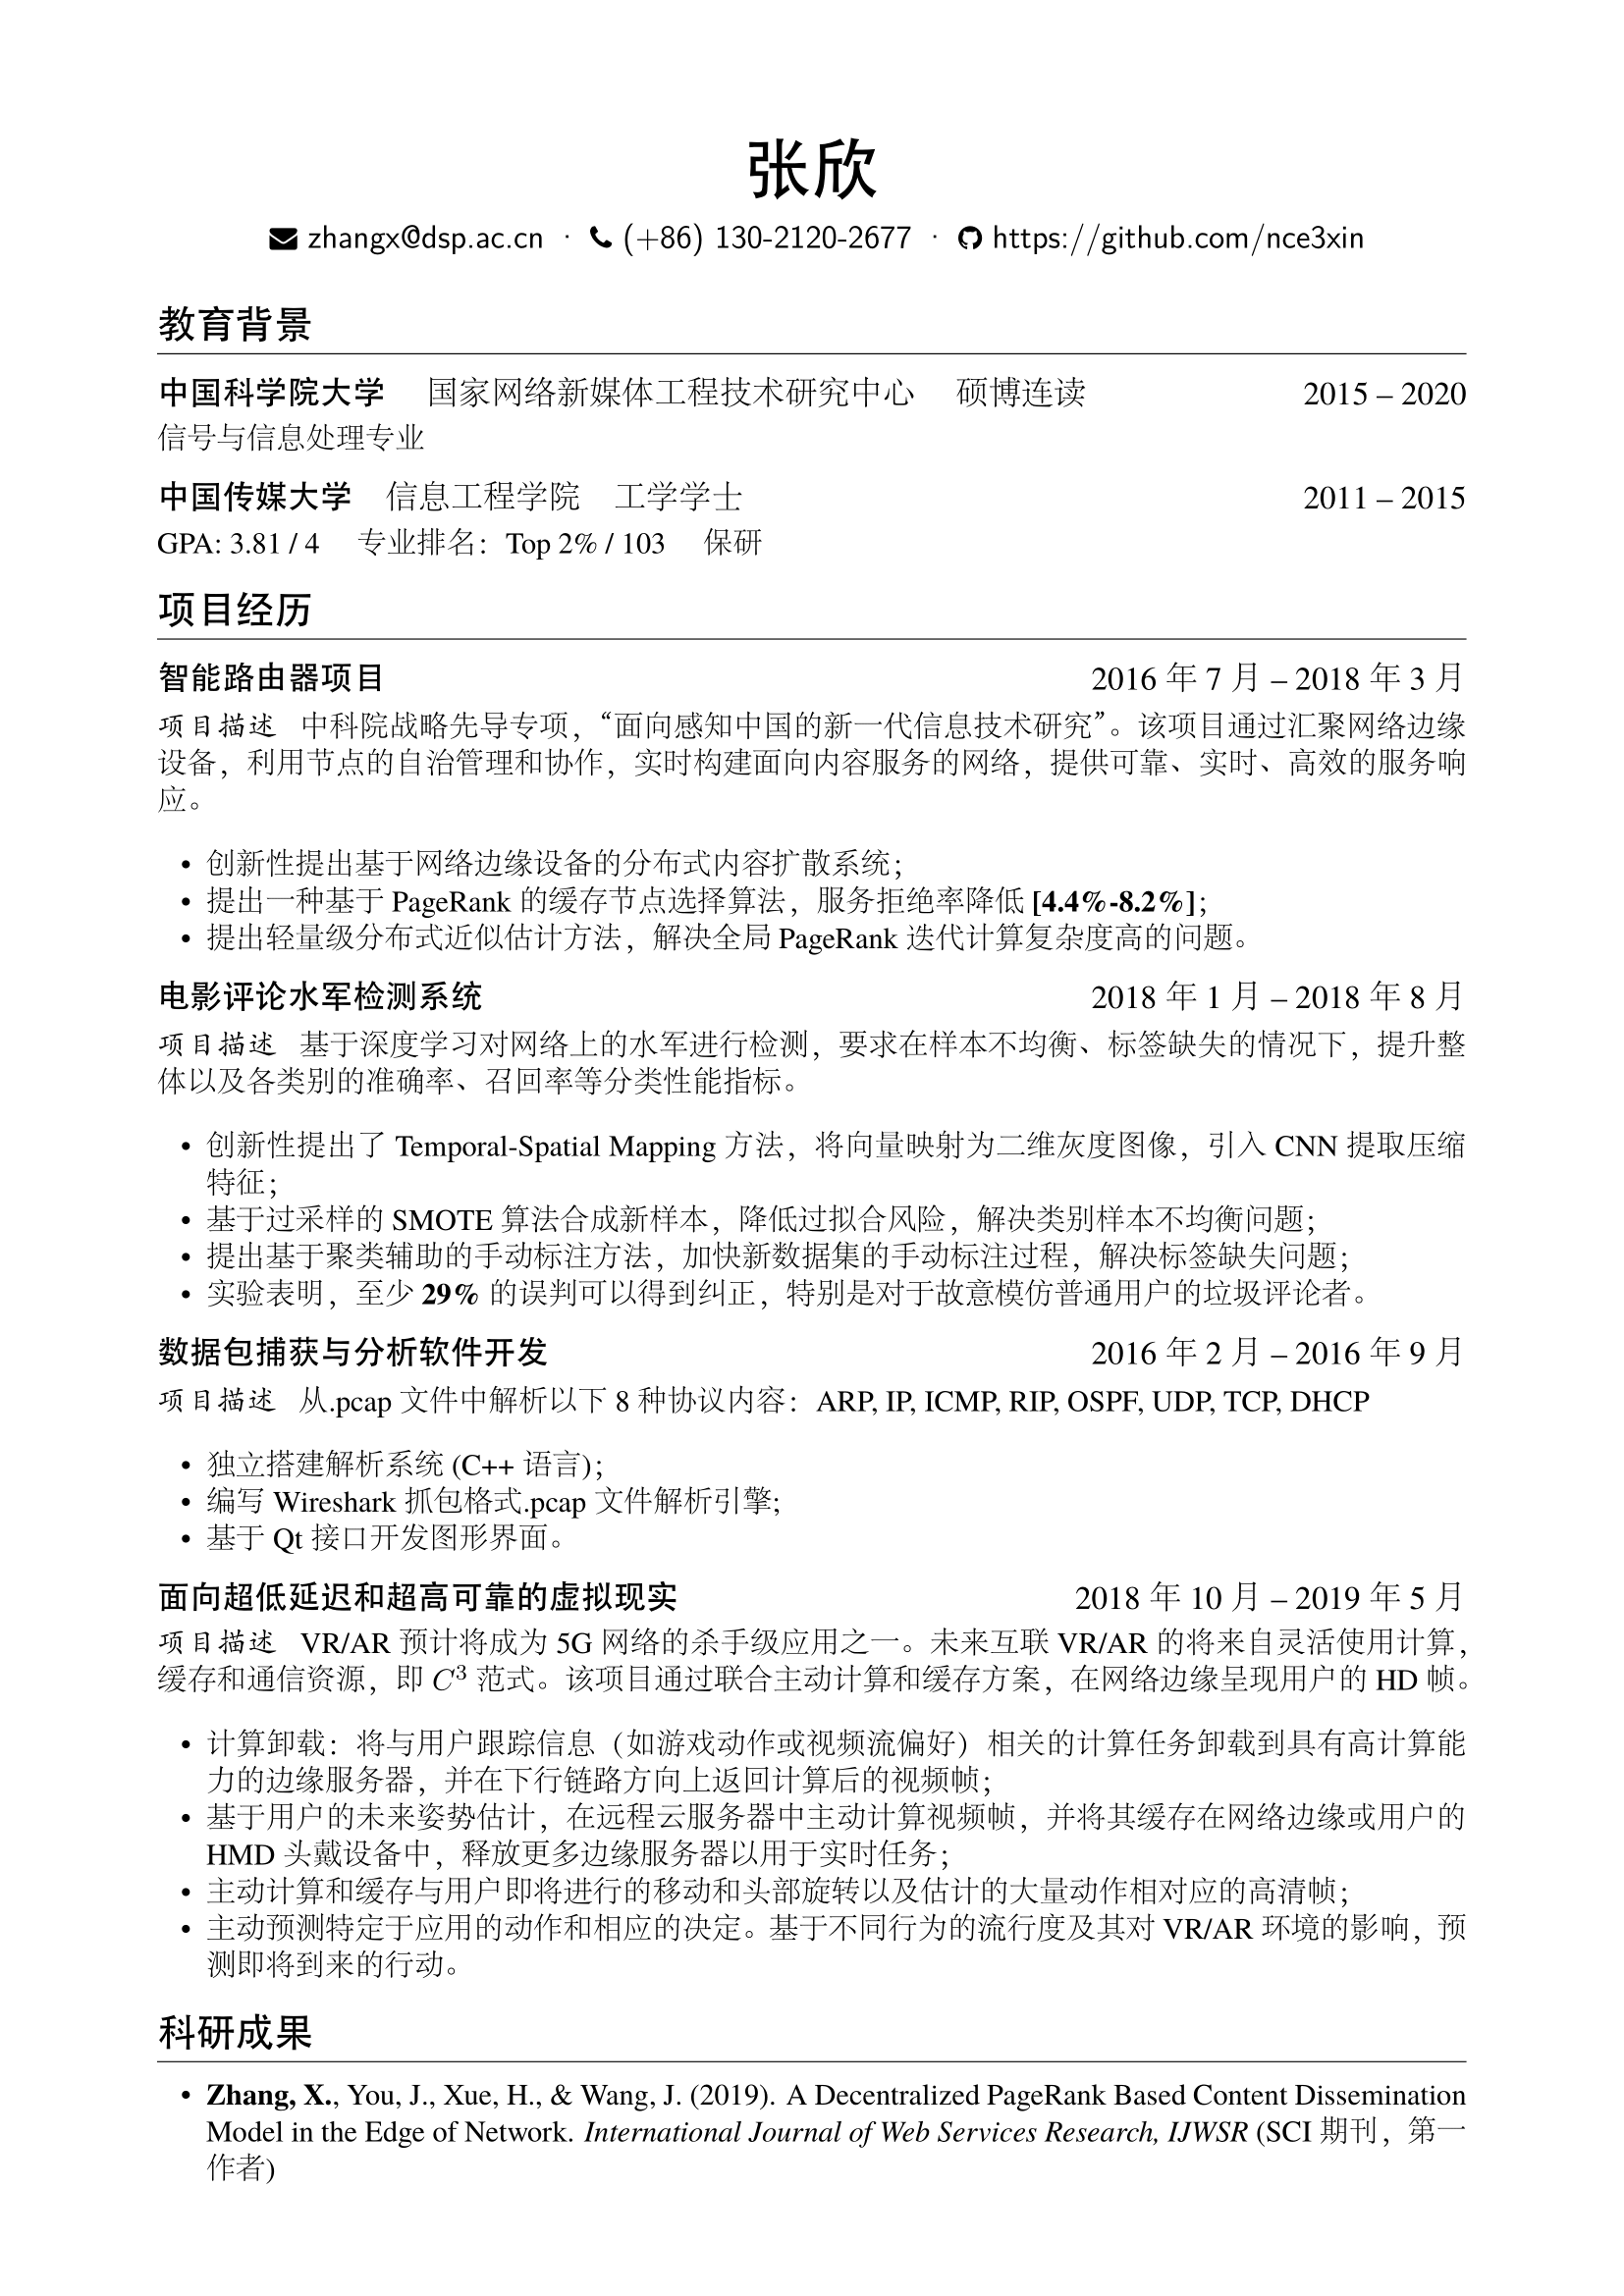 张欣
zhangx@dsp.ac.cn · (+86) 130-2120-2677 · https://github.com/nce3xin
教育背景
中国科学院大学 国家网络新媒体工程技术研究中心 硕博连读 2015 – 2020
信号与信息处理专业
中国传媒大学 信息工程学院 工学学士 2011 – 2015
GPA: 3.81 / 4 专业排名：Top 2% / 103 保研
项目经历
智能路由器项目 2016 年 7 月 – 2018 年 3 月
项目描述 中科院战略先导专项，“面向感知中国的新一代信息技术研究”。该项目通过汇聚网络边缘
设备，利用节点的自治管理和协作，实时构建面向内容服务的网络，提供可靠、实时、高效的服务响
应。
• 创新性提出基于网络边缘设备的分布式内容扩散系统；
• 提出一种基于 PageRank 的缓存节点选择算法，服务拒绝率降低 [4.4%-8.2%]；
• 提出轻量级分布式近似估计方法，解决全局 PageRank 迭代计算复杂度高的问题。
电影评论水军检测系统 2018 年 1 月 – 2018 年 8 月
项目描述 基于深度学习对网络上的水军进行检测，要求在样本不均衡、标签缺失的情况下，提升整
体以及各类别的准确率、召回率等分类性能指标。
• 创新性提出了 Temporal-Spatial Mapping 方法，将向量映射为二维灰度图像，引入 CNN 提取压缩
特征；
• 基于过采样的 SMOTE 算法合成新样本，降低过拟合风险，解决类别样本不均衡问题；
• 提出基于聚类辅助的手动标注方法，加快新数据集的手动标注过程，解决标签缺失问题；
• 实验表明，至少 29% 的误判可以得到纠正，特别是对于故意模仿普通用户的垃圾评论者。
数据包捕获与分析软件开发 2016 年 2 月 – 2016 年 9 月
项目描述 从.pcap 文件中解析以下 8 种协议内容：ARP, IP, ICMP, RIP, OSPF, UDP, TCP, DHCP
• 独立搭建解析系统 (C++ 语言)；
• 编写 Wireshark 抓包格式.pcap 文件解析引擎;
• 基于 Qt 接口开发图形界面。
面向超低延迟和超高可靠的虚拟现实 2018 年 10 月 – 2019 年 5 月
项目描述 VR/AR 预计将成为 5G 网络的杀手级应用之一。未来互联 VR/AR 的将来自灵活使用计算，
缓存和通信资源，即 C³ 范式。该项目通过联合主动计算和缓存方案，在网络边缘呈现用户的 HD 帧。
• 计算卸载：将与用户跟踪信息（如游戏动作或视频流偏好）相关的计算任务卸载到具有高计算能
力的边缘服务器，并在下行链路方向上返回计算后的视频帧；
• 基于用户的未来姿势估计，在远程云服务器中主动计算视频帧，并将其缓存在网络边缘或用户的
HMD 头戴设备中，释放更多边缘服务器以用于实时任务；
• 主动计算和缓存与用户即将进行的移动和头部旋转以及估计的大量动作相对应的高清帧；
• 主动预测特定于应用的动作和相应的决定。基于不同行为的流行度及其对 VR/AR 环境的影响，预
测即将到来的行动。
科研成果
• Zhang, X., You, J., Xue, H., & Wang, J. (2019). A Decentralized PageRank Based Content Dissemination
Model in the Edge of Network. International Journal of Web Services Research, IJWSR (SCI 期刊，第一
作者)